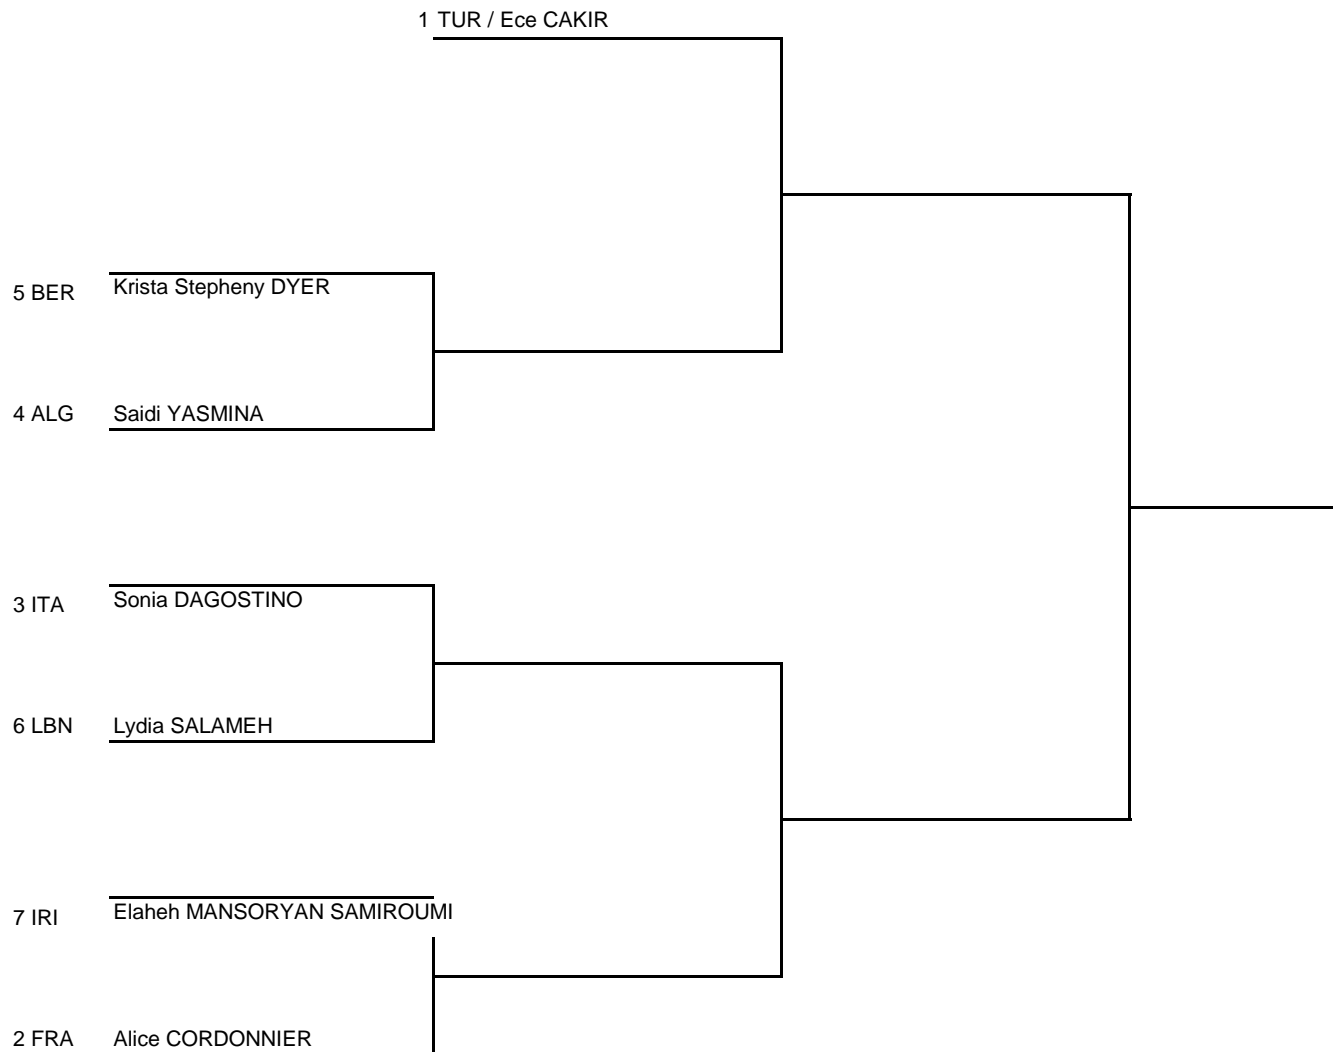 1 TUR / Ece CAKIR
5 BER Krista Stepheny DYER
4 ALG Saidi YASMINA
3 ITA Sonia DAGOSTINO
6 LBN Lydia SALAMEH
7 IRI Elaheh MANSORYAN SAMIROUMI
2 FRA Alice CORDONNIER